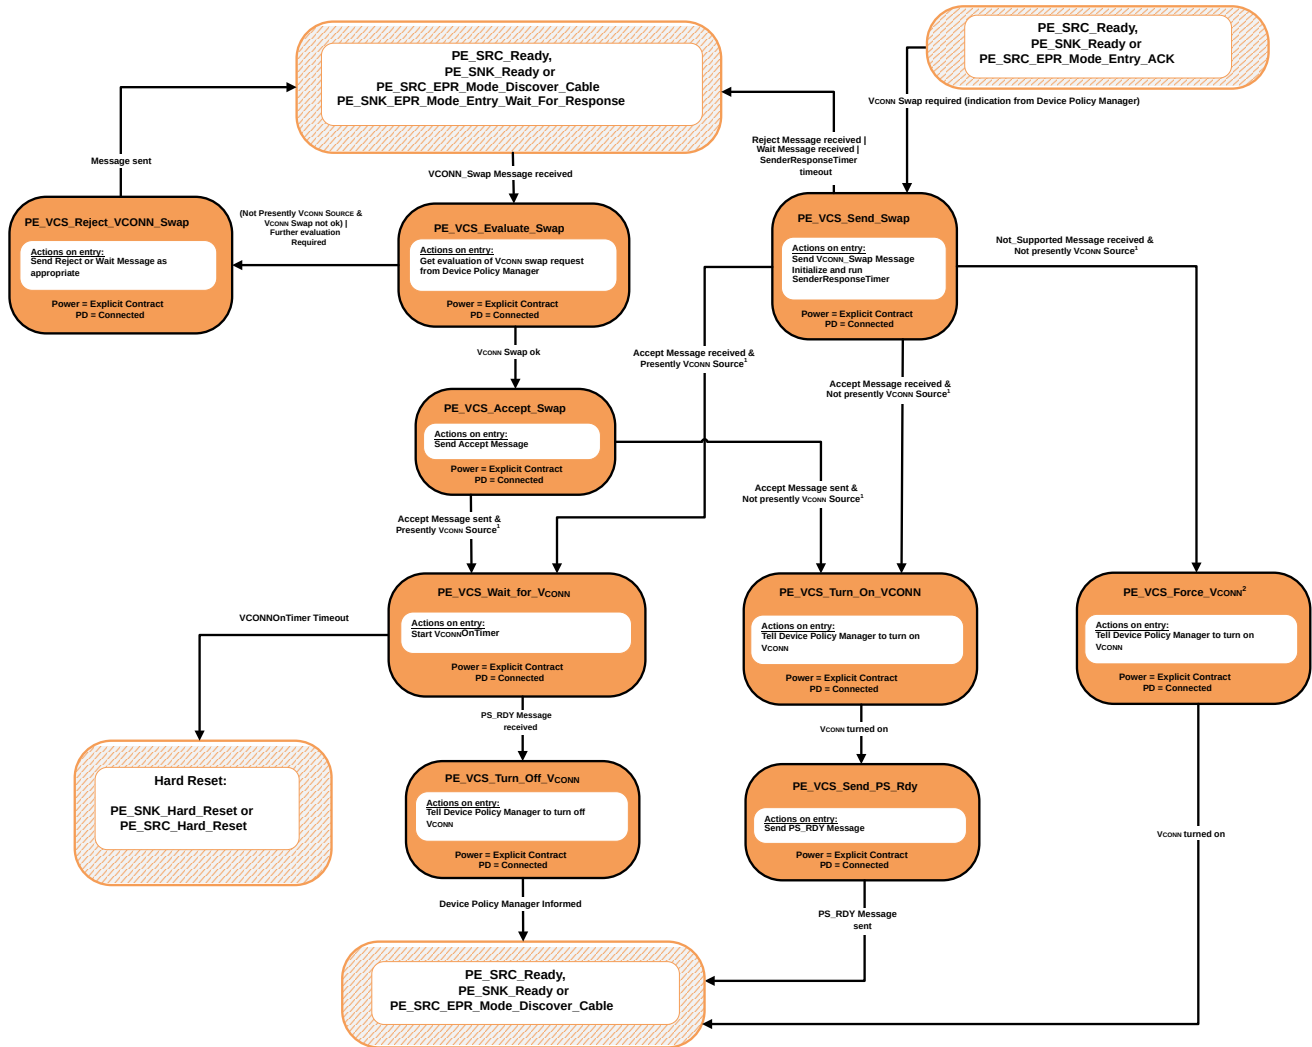 PE_SRC_Ready,
PE_SNK_Ready or
PE_SRC_EPR_Mode_Discover_Cable
PE_SNK_EPR_Mode_Entry_Wait_For_Response
PE_SRC_Ready,
PE_SNK_Ready or
PE_SRC_EPR_Mode_Entry_ACK
VCONN Swap required (indication from Device Policy Manager)
Message sent
VCONN_Swap Message received
Reject Message received |
Wait Message received |
SenderResponseTimer
timeout
PE_VCS_Reject_VCONN_Swap
Actions on entry:
Send Reject or Wait Message as
appropriate
Power = Explicit Contract
PD = Connected
(Not Presently VCONN SOURCE &
VCONN Swap not ok) |
Further evaluation
Required
PE_VCS_Evaluate_Swap
Actions on entry:
Get evaluation of VCONN swap request
from Device Policy Manager
Power = Explicit Contract
PD = Connected
PE_VCS_Send_Swap
Actions on entry:
Send VCONN_Swap Message
Initialize and run
SenderResponseTimer
Power = Explicit Contract
PD = Connected
Not_Supported Message received &
Not presently VCONN Source1
VCONN Swap ok
Accept Message received &
Presently VCONN Source1
Accept Message received &
Not presently VCONN Source1
PE_VCS_Accept_Swap
Actions on entry:
Send Accept Message
Power = Explicit Contract
PD = Connected
Accept Message sent &
Not presently VCONN Source1
Accept Message sent &
Presently VCONN Source1
PE_VCS_Wait_for_VCONN
Actions on entry:
Start VCONNOnTimer
Power = Explicit Contract
PD = Connected
PE_VCS_Turn_On_VCONN
Actions on entry:
Tell Device Policy Manager to turn on
VCONN
Power = Explicit Contract
PD = Connected
PE_VCS_Force_VCONN2
Actions on entry:
Tell Device Policy Manager to turn on
VCONN
Power = Explicit Contract
PD = Connected
VCONNOnTimer Timeout
PS_RDY Message
received
VCONN turned on
Hard Reset:
PE_SNK_Hard_Reset or
PE_SRC_Hard_Reset
PE_VCS_Turn_Off_VCONN
Actions on entry:
Tell Device Policy Manager to turn off
VCONN
Power = Explicit Contract
PD = Connected
PE_VCS_Send_PS_Rdy
Actions on entry:
Send PS_RDY Message
Power = Explicit Contract
PD = Connected
VCONN turned on
Device Policy Manager Informed
PS_RDY Message
sent
PE_SRC_Ready,
PE_SNK_Ready or
PE_SRC_EPR_Mode_Discover_Cable